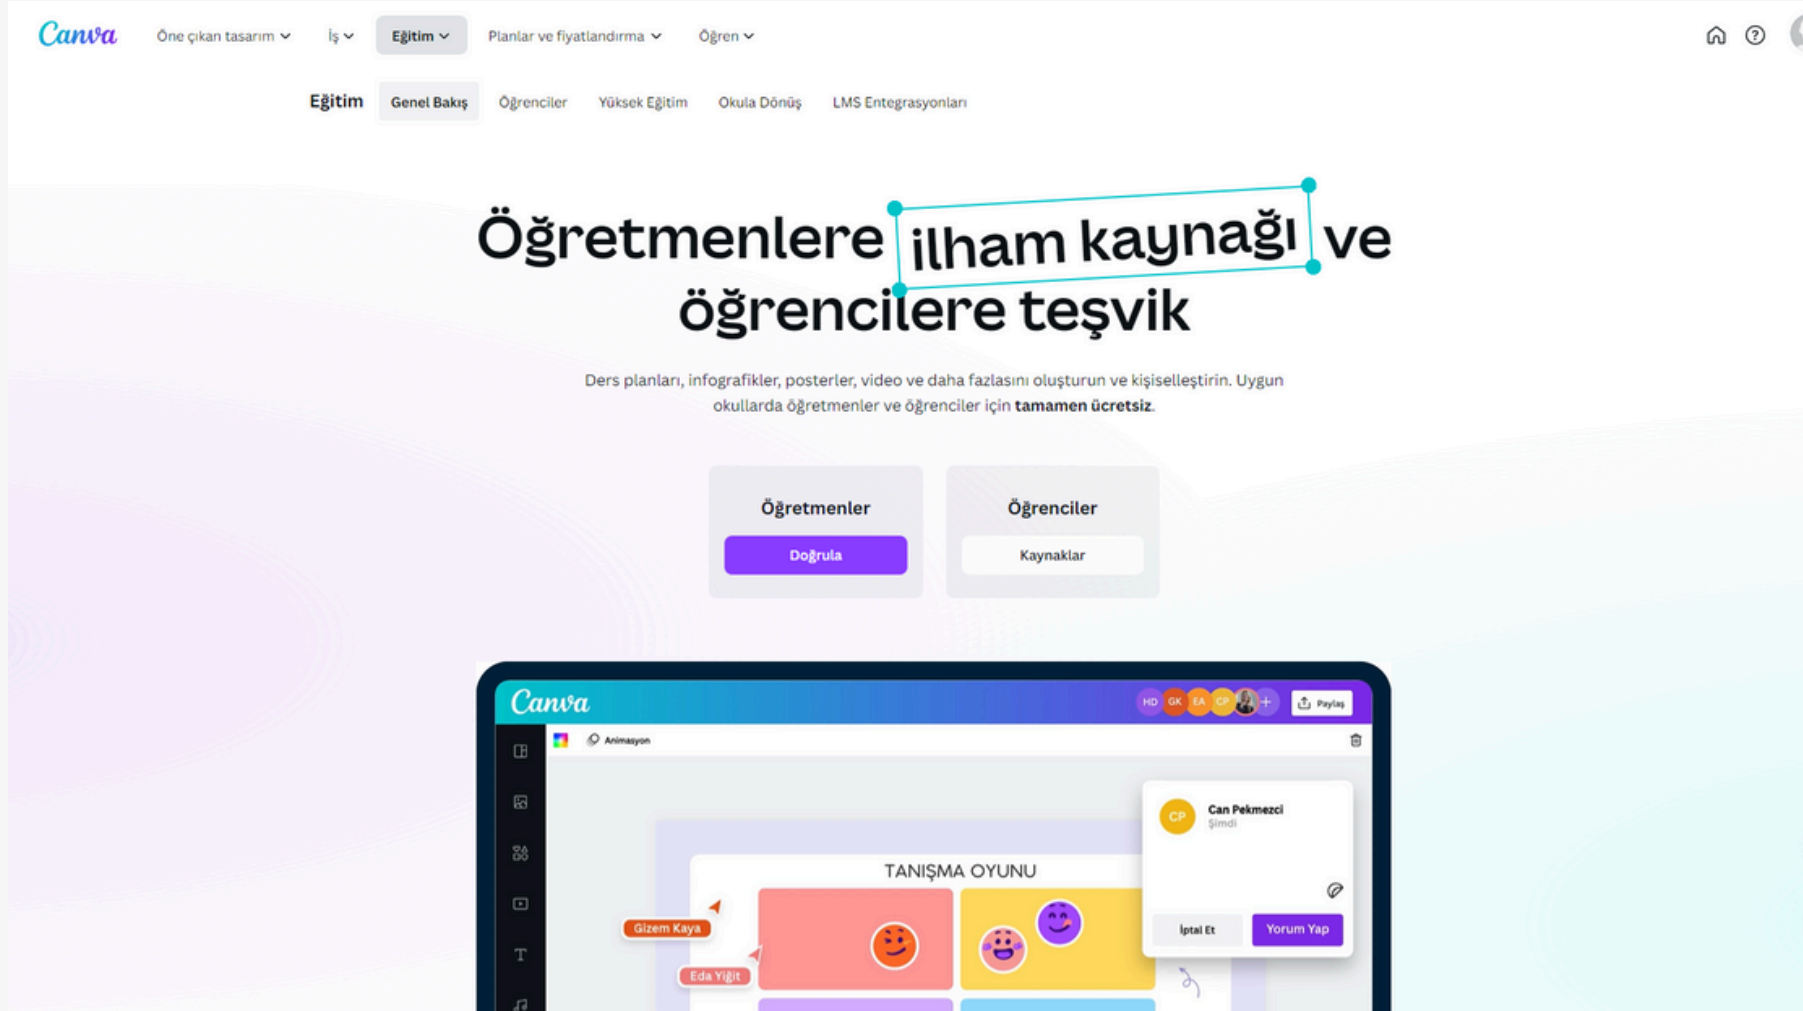 Canva
Öne çıkan tasarım
İş
Eğitim
Planlar ve fiyatlandırma
Öğren
Eğitim
Genel Bakış
Öğrenciler
Yüksek Eğitim
Okula Dönüş
LMS Entegrasyonları
Öğretmenlere ilham kaynağı ve
öğrencilere teşvik
Ders planları, infografikler, posterler, video ve daha fazlasını oluşturun ve kişiselleştirin. Uygun
okullarda öğretmenler ve öğrenciler için tamamen ücretsiz.
Öğretmenler
Doğrula
Öğrenciler
Kaynaklar
Canva
HD
GK
EA
CP
Paylaş
Animasyon
CP
Can Pekmezci
Şimdi
TANIŞMA OYUNU
Gizem Kaya
Eda Yiğit
İptal Et
Yorum Yap